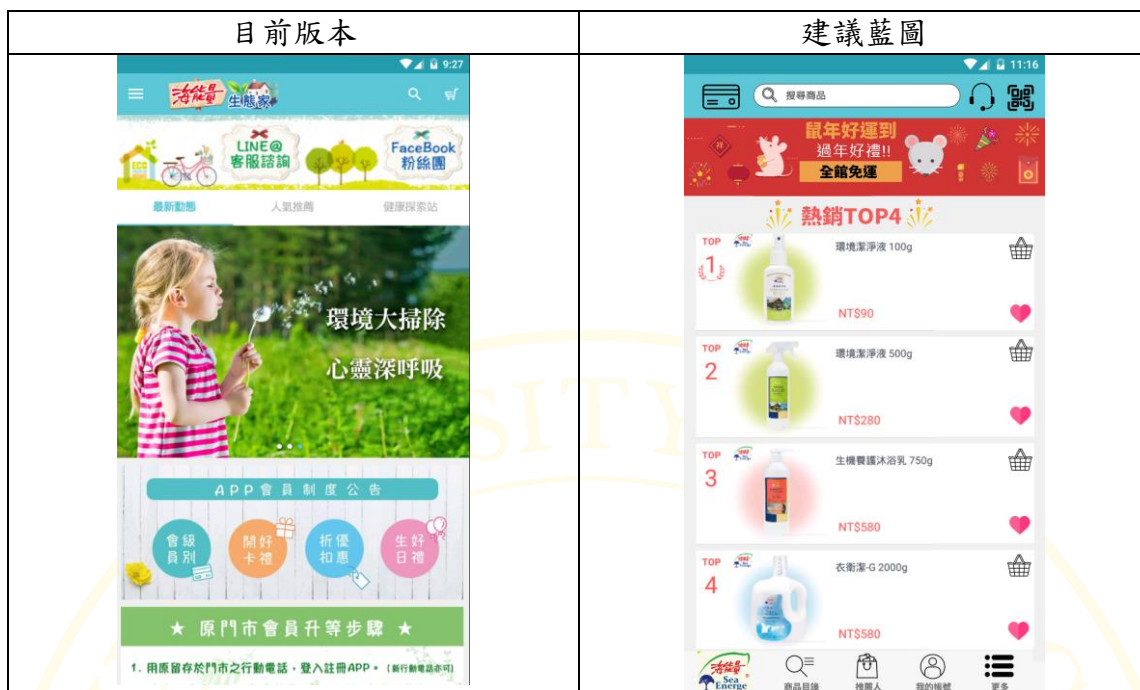 目前版本
建議藍圖
9:27
海能量 生態家
LINE@
客服諮詢
FaceBook
粉絲團
ECO
最新動態
人氣推薦
健康探索站
環境大掃除
心靈深呼吸
APP會員制度公告
會級
員別
開好
卡禮
折優
扣惠
生好
日禮
★ 原門市會員升等步驟 ★
1. 用原留存於門市之行動電話，登入註冊APP。（新行動電話亦可）
11:16
搜尋商品
鼠年好運到
過年好禮!!
全館免運
熱銷TOP4
TOP
1
環境潔淨液 100g
NT$90
TOP
2
環境潔淨液 500g
NT$280
TOP
3
生機養護沐浴乳 750g
NT$580
TOP
4
衣衛潔-G 2000g
NT$580
海能量
Sea
Energe
商品目錄
推薦人
我的帳號
更多
SITY